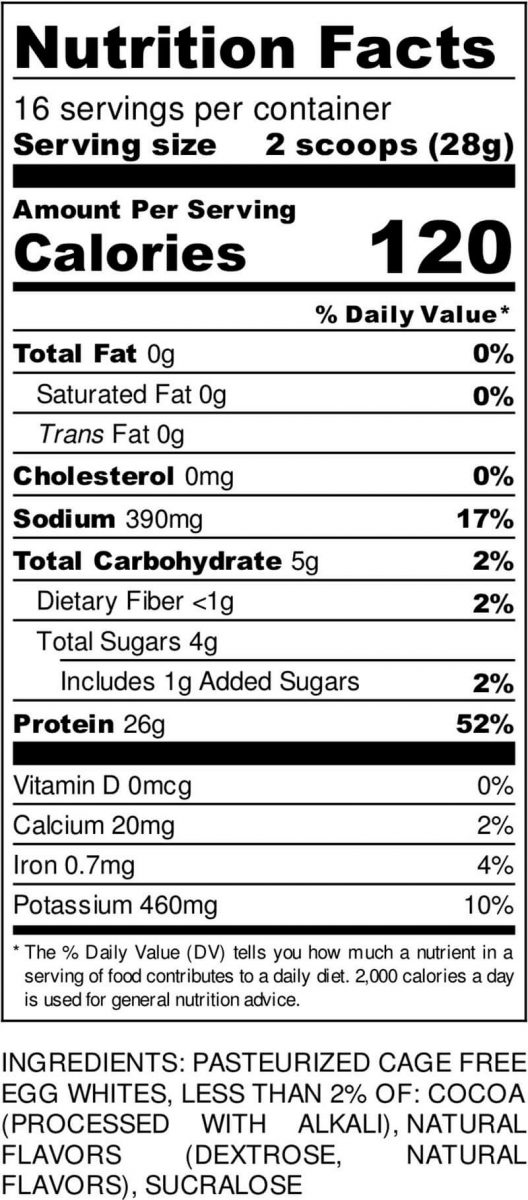 Nutrition Facts
16 servings per container
Serving size 2 scoops (28g)
Amount Per Serving
Calories 120
% Daily Value*
Total Fat 0g 0%
Saturated Fat 0g 0%
Trans Fat 0g
Cholesterol 0mg 0%
Sodium 390mg 17%
Total Carbohydrate 5g 2%
Dietary Fiber <1g 2%
Total Sugars 4g
Includes 1g Added Sugars 2%
Protein 26g 52%
Vitamin D 0mcg 0%
Calcium 20mg 2%
Iron 0.7mg 4%
Potassium 460mg 10%
* The % Daily Value (DV) tells you how much a nutrient in a
serving of food contributes to a daily diet. 2,000 calories a day
is used for general nutrition advice.
INGREDIENTS: PASTEURIZED CAGE FREE
EGG WHITES, LESS THAN 2% OF: COCOA
(PROCESSED WITH ALKALI), NATURAL
FLAVORS (DEXTROSE, NATURAL
FLAVORS), SUCRALOSE